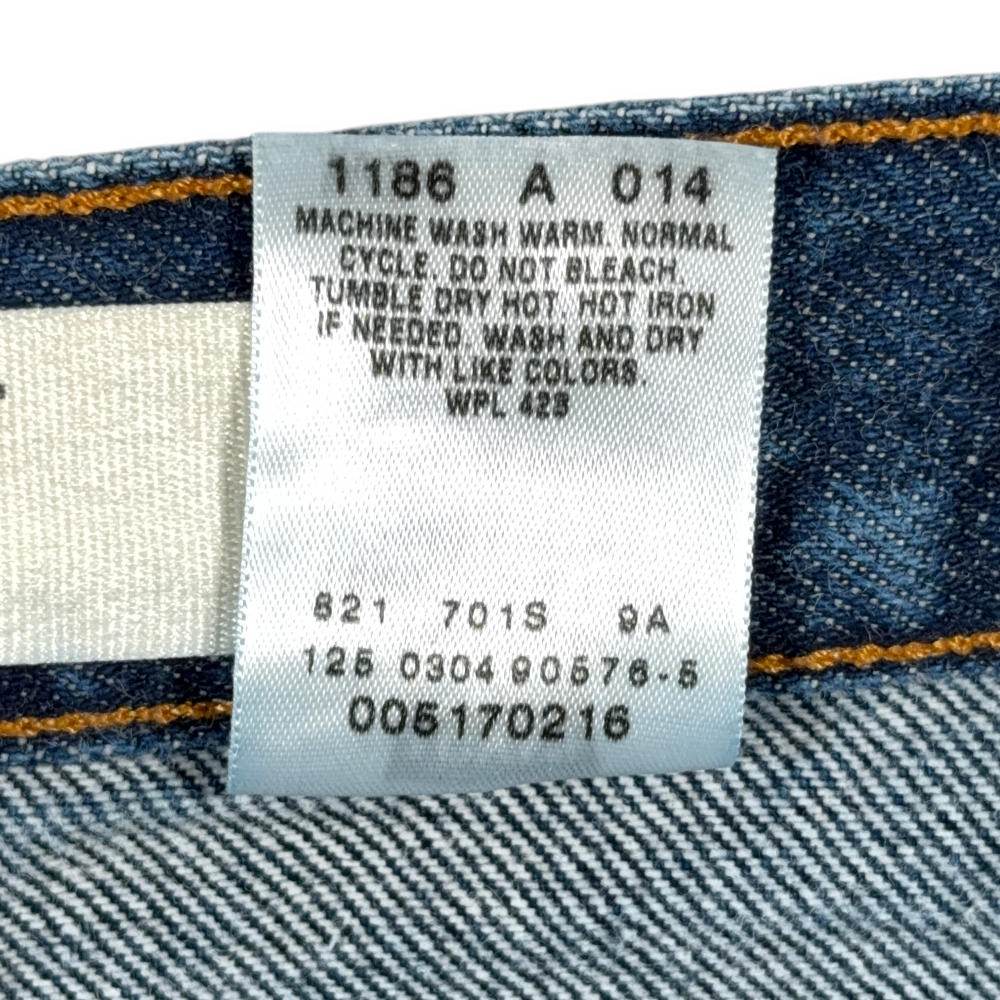 1186 A 014
MACHINE WASH WARM. NORMAL
CYCLE. DO NOT BLEACH.
TUMBLE DRY HOT. HOT IRON
IF NEEDED. WASH AND DRY
WITH LIKE COLORS.
WPL 423
821 701S 9A
125 0304 90576-5
005170216